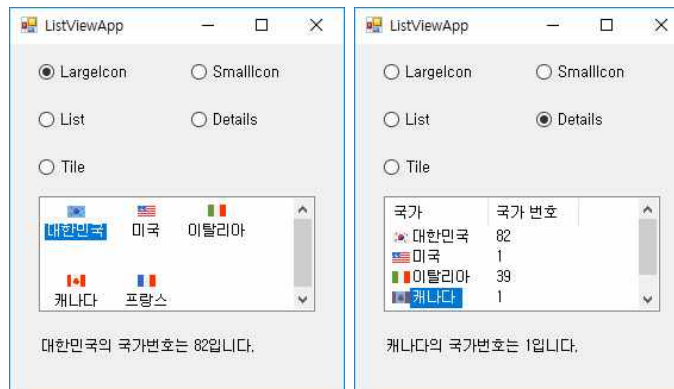 ListViewApp
LargeIcon SmallIcon
List Details
Tile
대한민국 미국 이탈리아
캐나다 프랑스
대한민국의 국가번호는 82입니다.
ListViewApp
LargeIcon SmallIcon
List Details
Tile
국가 국가 번호
대한민국 82
미국 1
이탈리아 39
캐나다 1
캐나다의 국가번호는 1입니다.